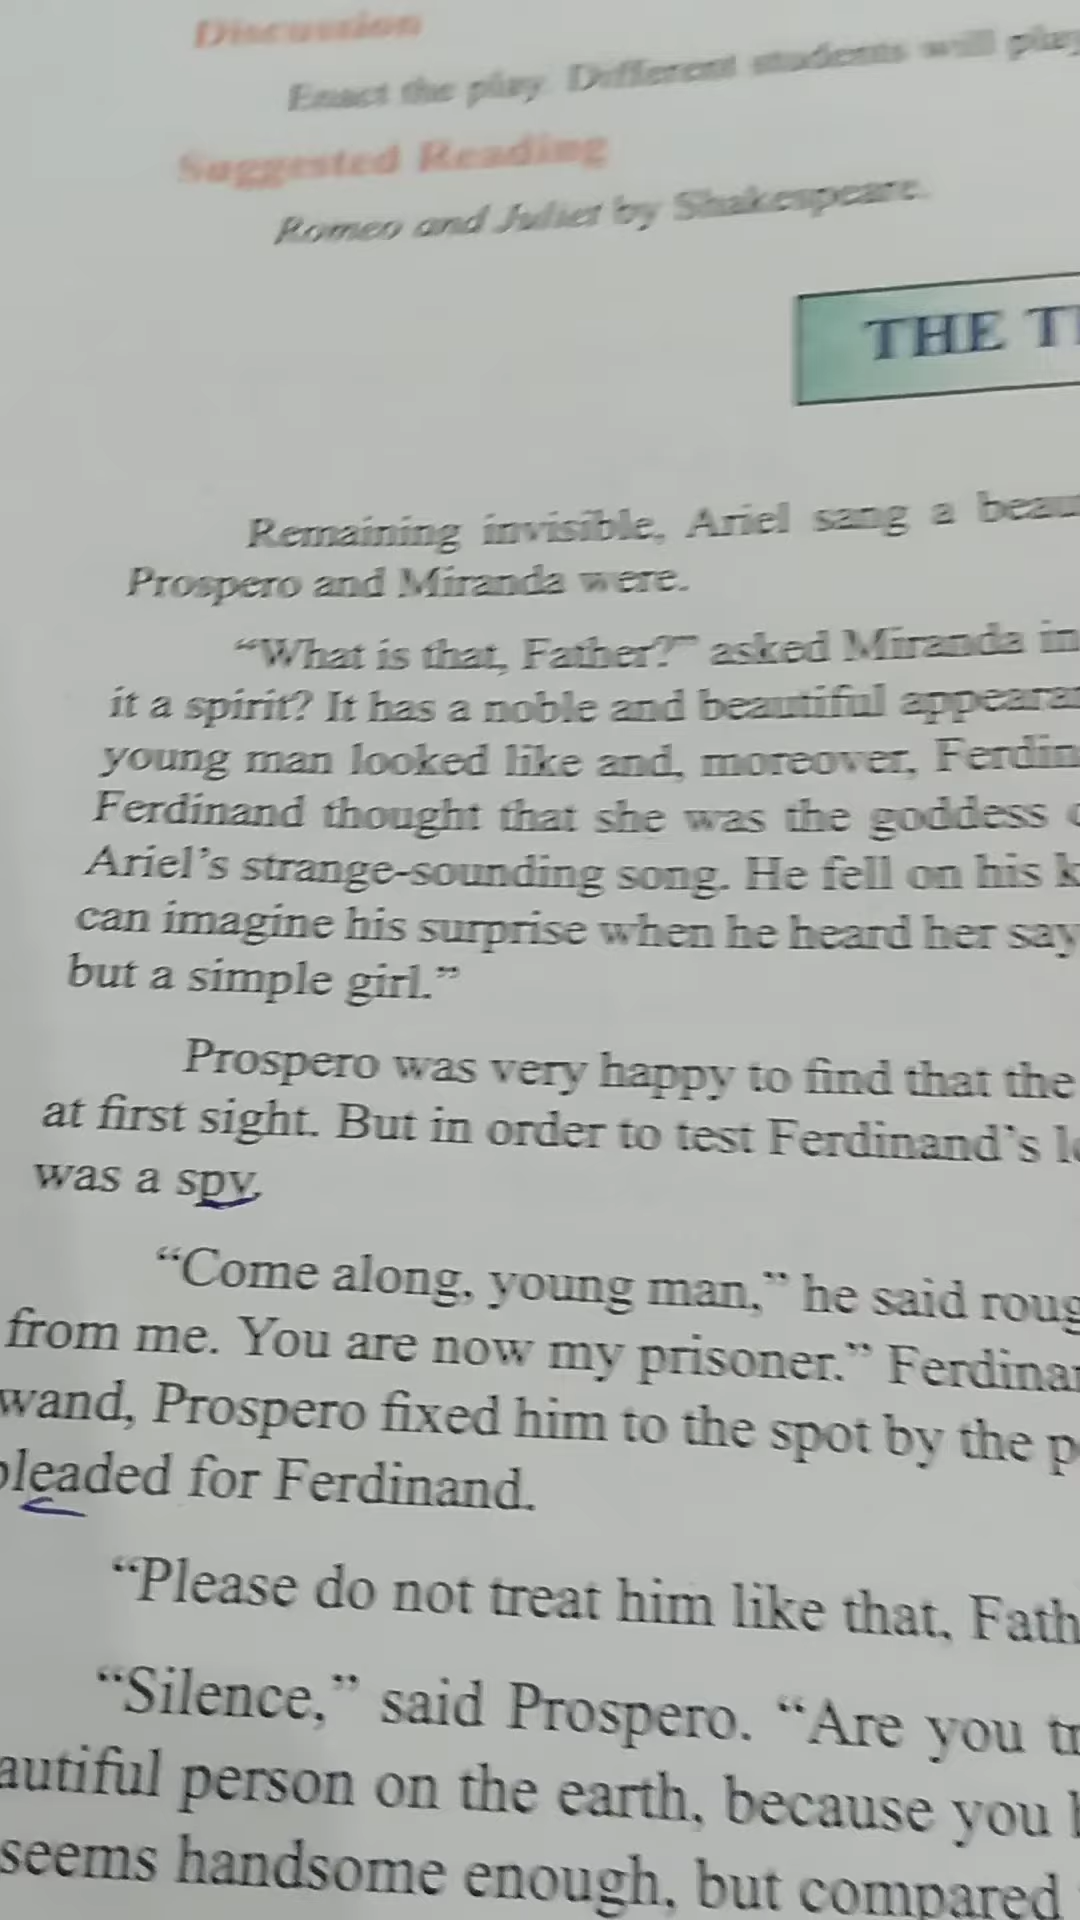 Discussion
Enact the play. Different students will play
Suggested Reading
Romeo and Juliet by Shakespeare.
THE
Remaining invisible, Ariel sang a
Prospero and Miranda were.
“What is that, Father?” asked Miranda in
it a spirit? It has a noble and beautiful
young man looked like and, moreover,
Ferdinand thought that she was the goddess
Ariel’s strange-sounding song. He fell on his
can imagine his surprise when he heard her say
but a simple girl.”
Prospero was very happy to find that the
at first sight. But in order to test Ferdinand’s
was a spy.
“Come along, young man,” he said
from me. You are now my prisoner.”
wand, Prospero fixed him to the spot by the
pleaded for Ferdinand.
“Please do not treat him like that,
“Silence,” said Prospero. “Are you
person on the earth, because you
seems handsome enough, but compared